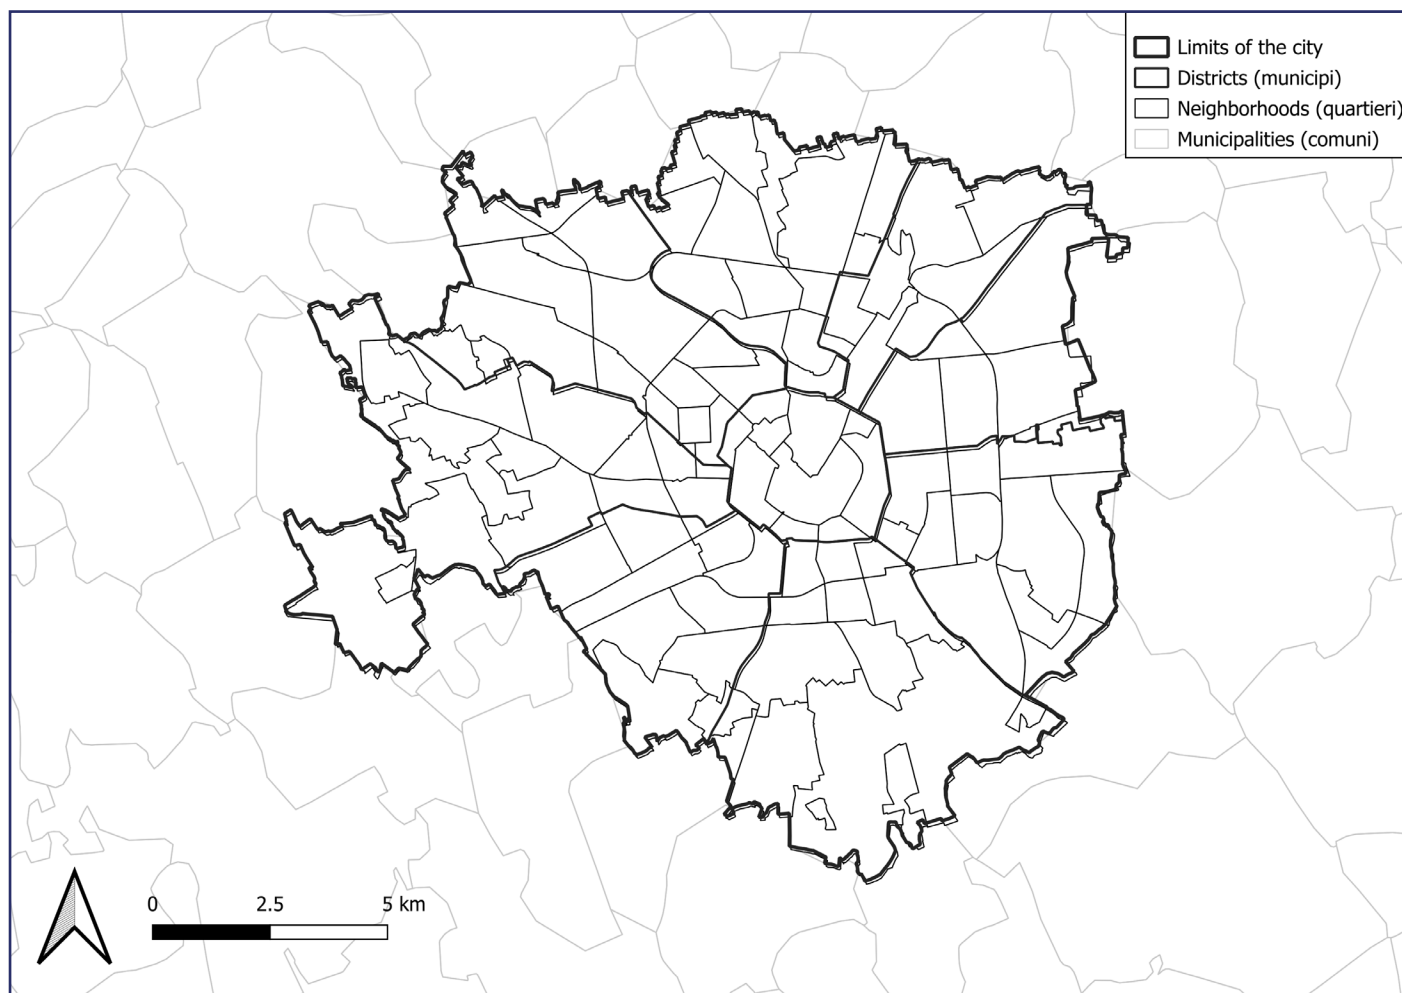 Limits of the city
Districts (municipi)
Neighborhoods (quartieri)
Municipalities (comuni)
0 2.5 5 km